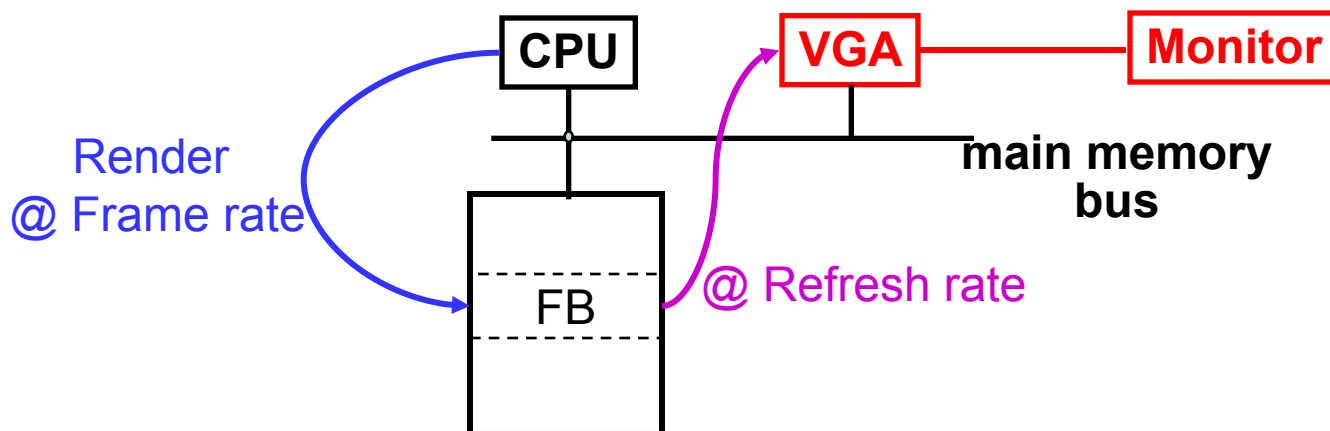 CPU
VGA
Monitor
Render
@ Frame rate
main memory
bus
@ Refresh rate
FB